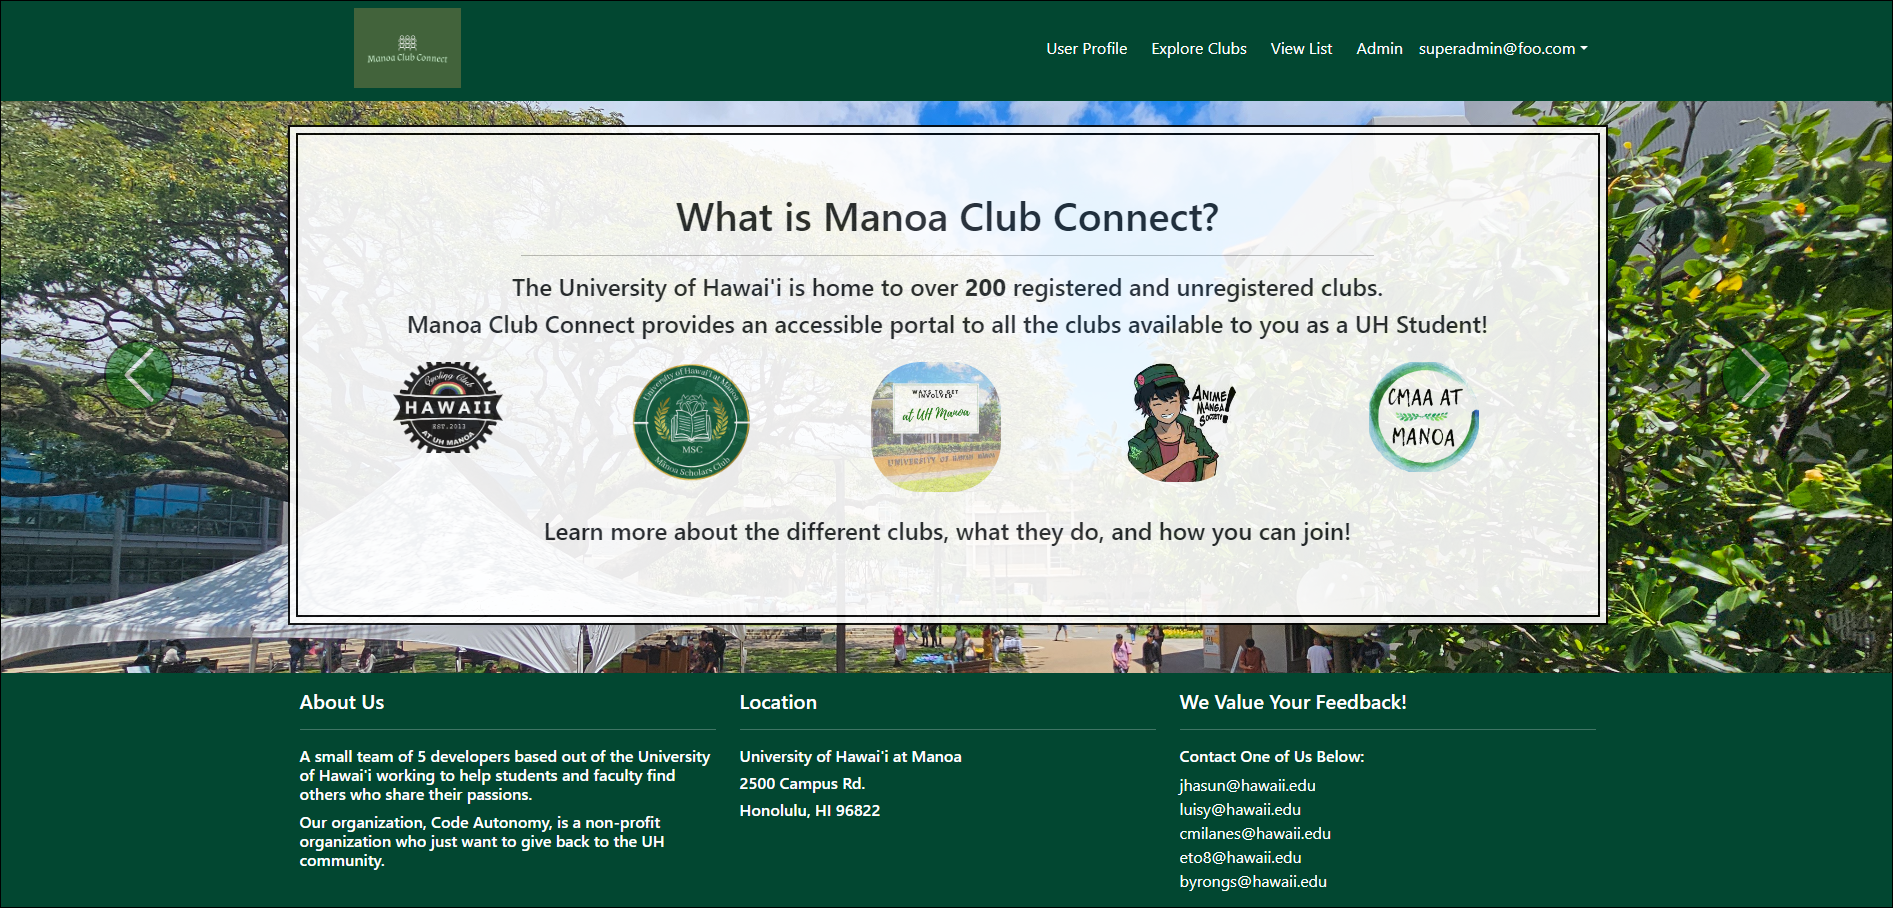 Manoa Club Connect
User Profile
Explore Clubs
View List
Admin
superadmin@foo.com
What is Manoa Club Connect?
The University of Hawai'i is home to over 200 registered and unregistered clubs.
Manoa Club Connect provides an accessible portal to all the clubs available to you as a UH Student!
Cycling Club
HAWAII
EST.2013
AT UH MANOA
University of Hawai'i at Mānoa
MSC
Mānoa Scholars Club
WAYS TO GET
INVOLVED
at UH Manoa
UNIVERSITY OF HAWAII MANOA
ANIME
MANGA
SOCIETY!
CMAA AT
MANOA
Learn more about the different clubs, what they do, and how you can join!
About Us
A small team of 5 developers based out of the University
of Hawai'i working to help students and faculty find
others who share their passions.
Our organization, Code Autonomy, is a non-profit
organization who just want to give back to the UH
community.
Location
University of Hawai'i at Manoa
2500 Campus Rd.
Honolulu, HI 96822
We Value Your Feedback!
Contact One of Us Below:
jhasun@hawaii.edu
luisy@hawaii.edu
cmilanes@hawaii.edu
eto8@hawaii.edu
byrongs@hawaii.edu